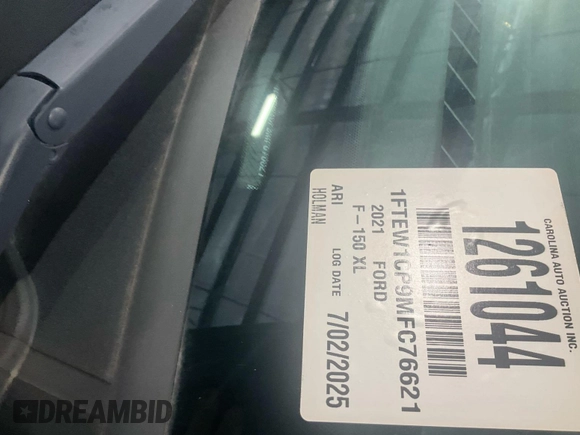 CAROLINA AUTO AUCTION INC.
1261044
1FTEW1CP9MFC76621
2021 FORD
F-150 XL
ARI LOG DATE 7/02/2025
HOLMAN
DREAMBID